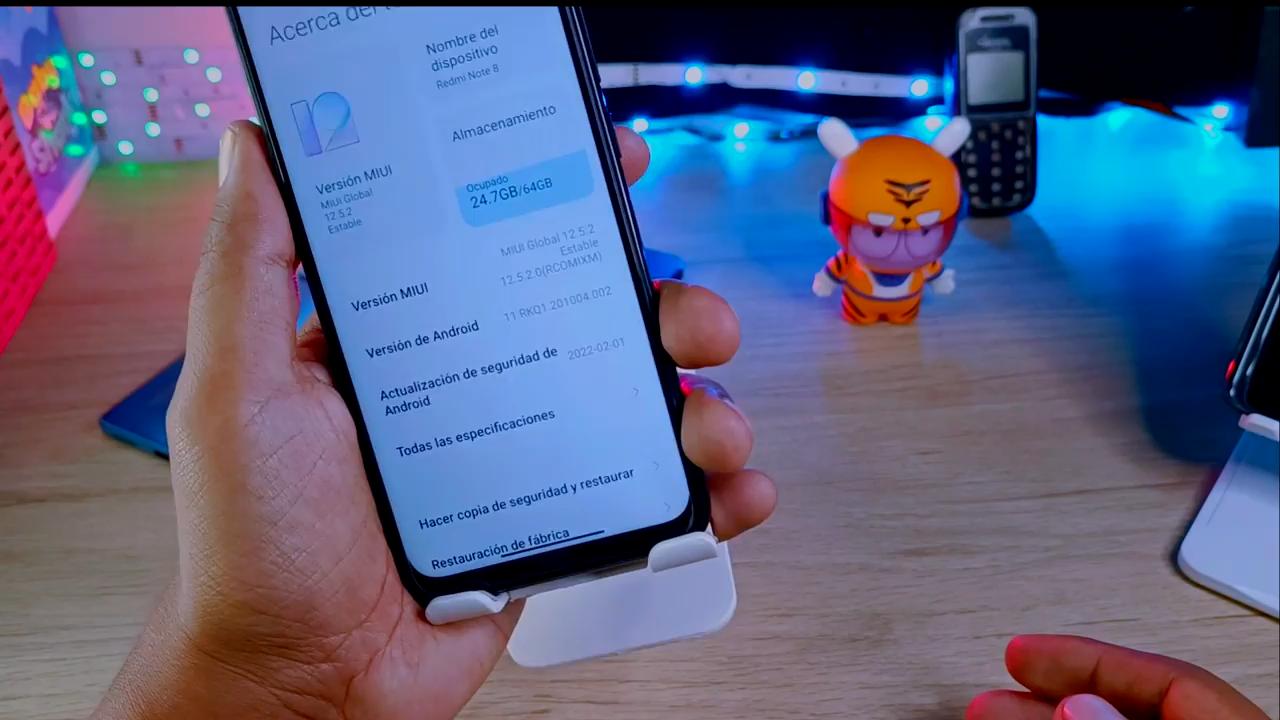 Acerca del
Nombre del
dispositivo
Redmi Note 8
12
Almacenamiento
Versión MIUI
MIUI Global
12.5.2
Estable
Ocupado
24.7GB/64GB
Versión MIUI
MIUI Global 12.5.2
Estable
12.5.2.0(RCOMIXM)
Versión de Android
11 RKQ1.201004.002
Actualización de seguridad de
Android
2022-02-01
Todas las especificaciones
Hacer copia de seguridad y restaurar
Restauración de fábrica